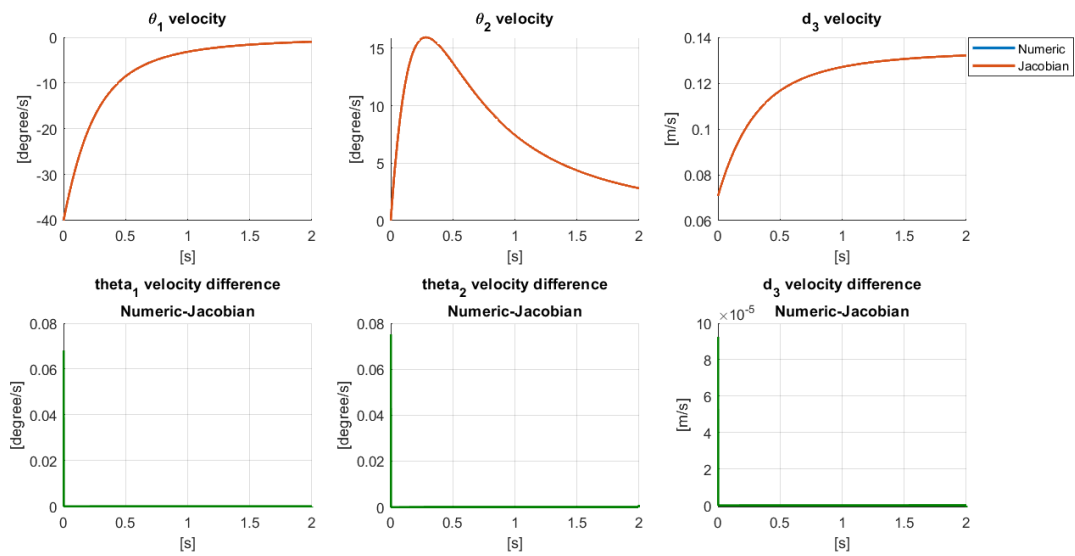 θ1 velocity
[degree/s]
0
-10
-20
-30
-40
0 0.5 1 1.5 2
[s]
θ2 velocity
[degree/s]
15
10
5
0
0 0.5 1 1.5 2
[s]
d3 velocity
[m/s]
0.14
0.12
0.1
0.08
0.06
0 0.5 1 1.5 2
[s]
Numeric
Jacobian
theta1 velocity difference
Numeric-Jacobian
[degree/s]
0.08
0.06
0.04
0.02
0
0 0.5 1 1.5 2
[s]
theta2 velocity difference
Numeric-Jacobian
[degree/s]
0.08
0.06
0.04
0.02
0
0 0.5 1 1.5 2
[s]
d3 velocity difference
×10-5 Numeric-Jacobian
[m/s]
10
8
6
4
2
0
0 0.5 1 1.5 2
[s]